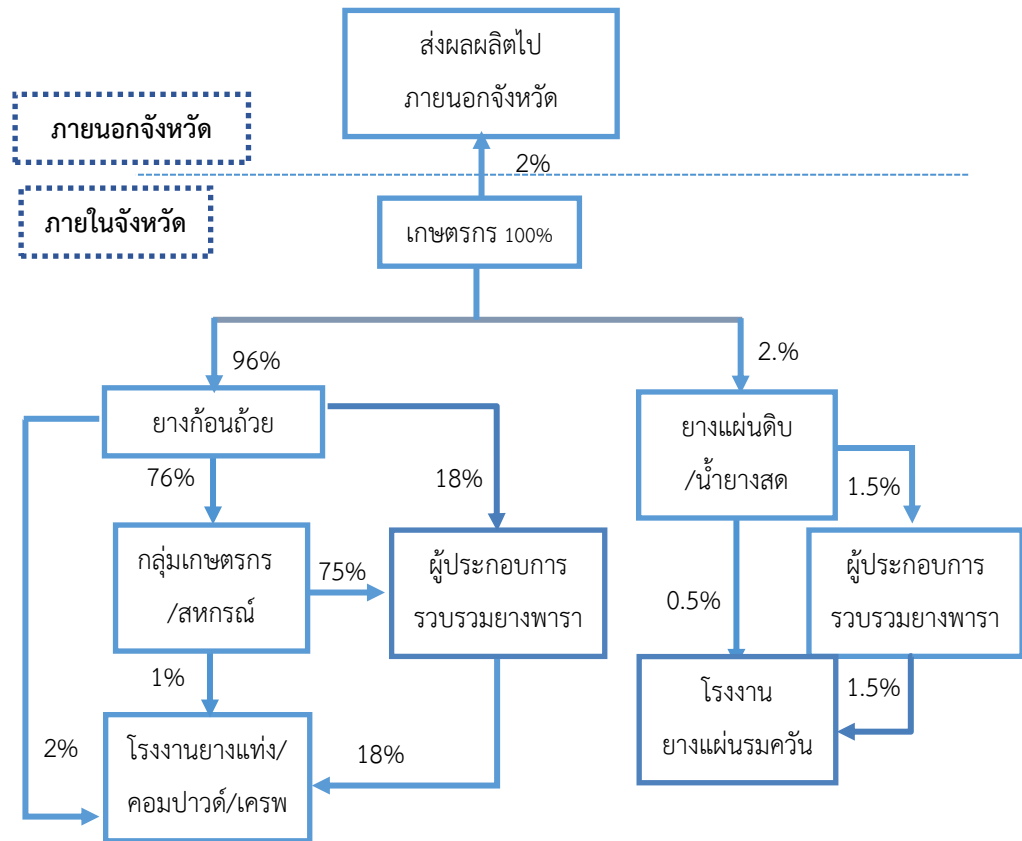 ส่งผลผลิตไป
ภายนอกจังหวัด
ภายนอกจังหวัด
2%
ภายในจังหวัด
เกษตรกร 100%
96%
2.%
ยางก้อนถ้วย
ยางแผ่นดิบ
/น้ำยางสด
76%
18%
1.5%
กลุ่มเกษตรกร
/สหกรณ์
75%
ผู้ประกอบการ
รวบรวมยางพารา
0.5%
ผู้ประกอบการ
รวบรวมยางพารา
1%
โรงงาน
ยางแผ่นรมควัน
1.5%
2%
โรงงานยางแท่ง/
คอมปาวด์/เครพ
18%